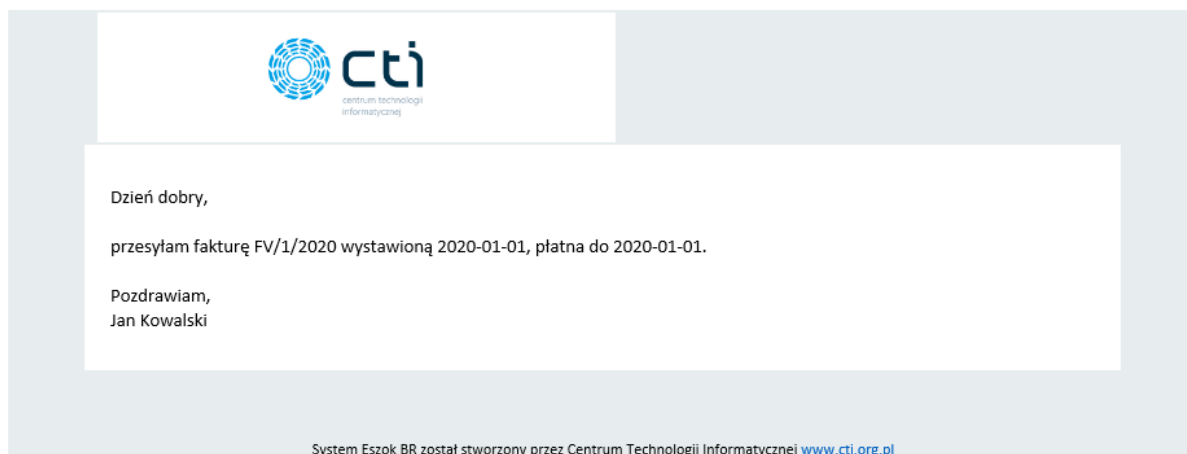 cti
centrum technologii
informatycznej
Dzień dobry,
przesyłam fakturę FV/1/2020 wystawioną 2020-01-01, płatna do 2020-01-01.
Pozdrawiam,
Jan Kowalski
System Eszok BR został stworzony przez Centrum Technologii Informatycznej www.cti.org.pl